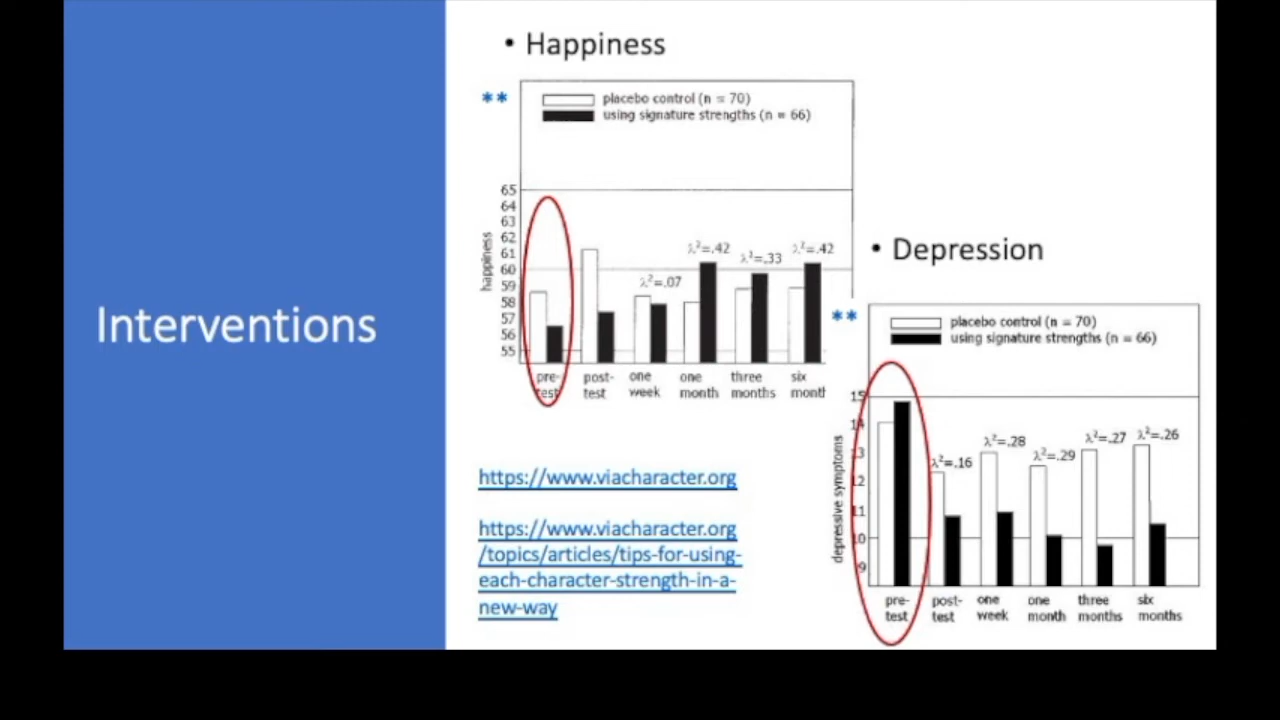 Interventions
• Happiness
**
placebo control (n = 70)
using signature strengths (n = 66)
65
64
63
62
61
60
59
58
57
56
55
happiness
λ²=.07
λ²=.42
λ²=.33
λ²=.42
pre-test
post-test
one week
one month
three months
six month
https://www.viacharacter.org
https://www.viacharacter.org
/topics/articles/tips-for-using-
each-character-strength-in-a-
new-way
• Depression
**
placebo control (n = 70)
using signature strengths (n = 66)
15
14
13
12
11
10
9
depressive symptoms
λ²=.16
λ²=.28
λ²=.29
λ²=.27
λ²=.26
pre-test
post-test
one week
one month
three months
six months